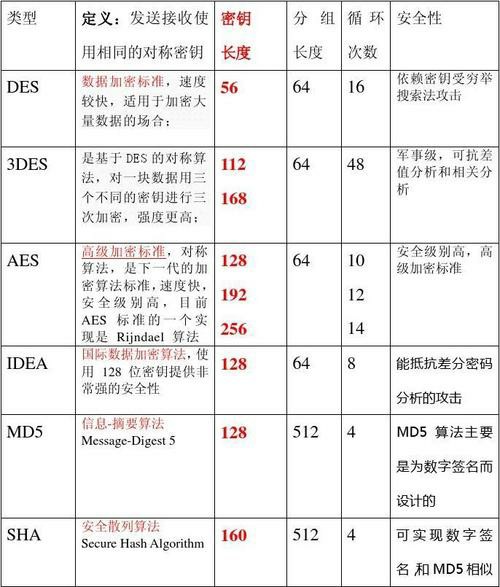 类型 定义：发送接收使 密钥 分组 循环 安全性
用相同的对称密钥 长度 长度 次数
DES 数据加密标准，速度 56 64 16 依赖密钥受穷举
较快，适用于加密大 搜索法攻击
量数据的场合；
3DES 是基于DES的对称算 112 64 48 军事级，可抗差
法，对一块数据用三 168 值分析和相关分
个不同的密钥进行三 析
次加密，强度更高；
AES 高级加密标准，对称 128 64 10 安全级别高，高
算法，是下一代的加 192 12 级加密标准
密算法标准，速度快， 256 14
安全级别高，目前
AES 标准的一个实
现是 Rijndael 算法
IDEA 国际数据加密算法，使 128 64 8 能抵抗差分密码
用 128 位密钥提供非 分析的攻击
常强的安全性
MD5 信息-摘要算法 128 512 4 MD5 算法主要
Message-Digest 5 是为数字签名而
设计的
SHA 安全散列算法 160 512 4 可实现数字签
Secure Hash Algorithm 名,和 MD5 相似